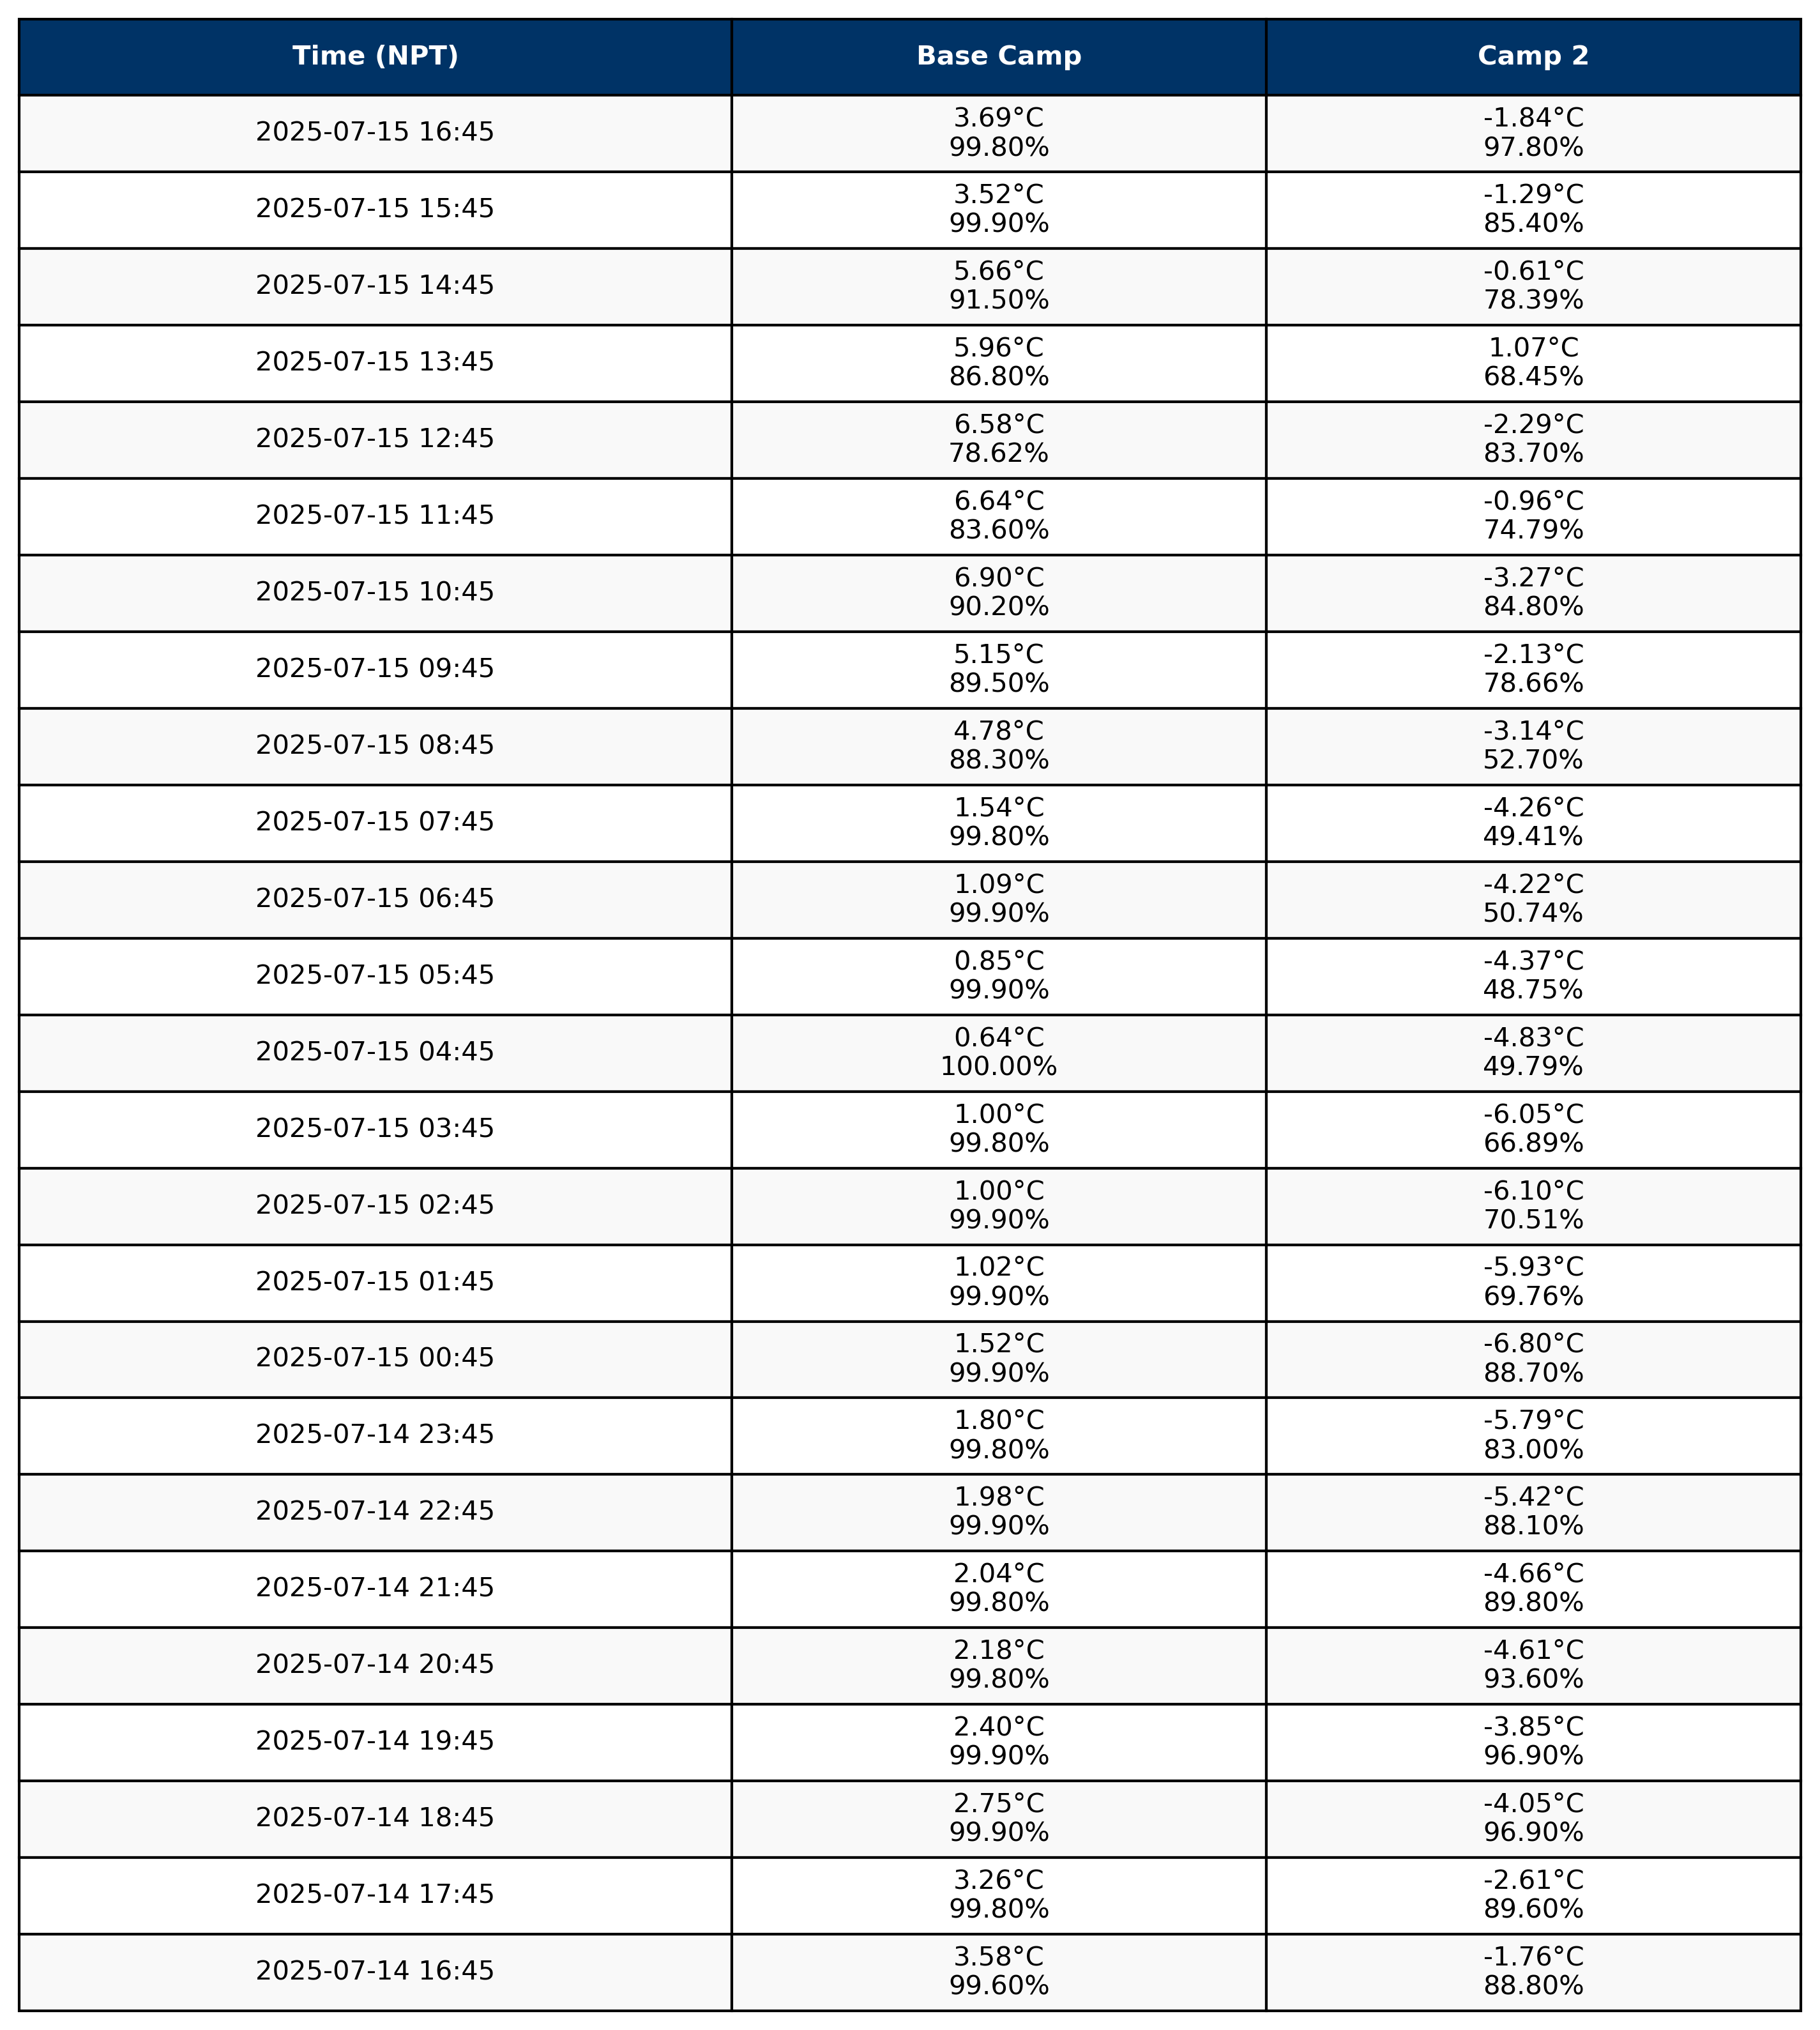 Time (NPT) Base Camp Camp 2
2025-07-15 16:45 3.69°C -1.84°C
99.80% 97.80%
2025-07-15 15:45 3.52°C -1.29°C
99.90% 85.40%
2025-07-15 14:45 5.66°C -0.61°C
91.50% 78.39%
2025-07-15 13:45 5.96°C 1.07°C
86.80% 68.45%
2025-07-15 12:45 6.58°C -2.29°C
78.62% 83.70%
2025-07-15 11:45 6.64°C -0.96°C
83.60% 74.79%
2025-07-15 10:45 6.90°C -3.27°C
90.20% 84.80%
2025-07-15 09:45 5.15°C -2.13°C
89.50% 78.66%
2025-07-15 08:45 4.78°C -3.14°C
88.30% 52.70%
2025-07-15 07:45 1.54°C -4.26°C
99.80% 49.41%
2025-07-15 06:45 1.09°C -4.22°C
99.90% 50.74%
2025-07-15 05:45 0.85°C -4.37°C
99.90% 48.75%
2025-07-15 04:45 0.64°C -4.83°C
100.00% 49.79%
2025-07-15 03:45 1.00°C -6.05°C
99.80% 66.89%
2025-07-15 02:45 1.00°C -6.10°C
99.90% 70.51%
2025-07-15 01:45 1.02°C -5.93°C
99.90% 69.76%
2025-07-15 00:45 1.52°C -6.80°C
99.90% 88.70%
2025-07-14 23:45 1.80°C -5.79°C
99.80% 83.00%
2025-07-14 22:45 1.98°C -5.42°C
99.90% 88.10%
2025-07-14 21:45 2.04°C -4.66°C
99.80% 89.80%
2025-07-14 20:45 2.18°C -4.61°C
99.80% 93.60%
2025-07-14 19:45 2.40°C -3.85°C
99.90% 96.90%
2025-07-14 18:45 2.75°C -4.05°C
99.90% 96.90%
2025-07-14 17:45 3.26°C -2.61°C
99.80% 89.60%
2025-07-14 16:45 3.58°C -1.76°C
99.60% 88.80%